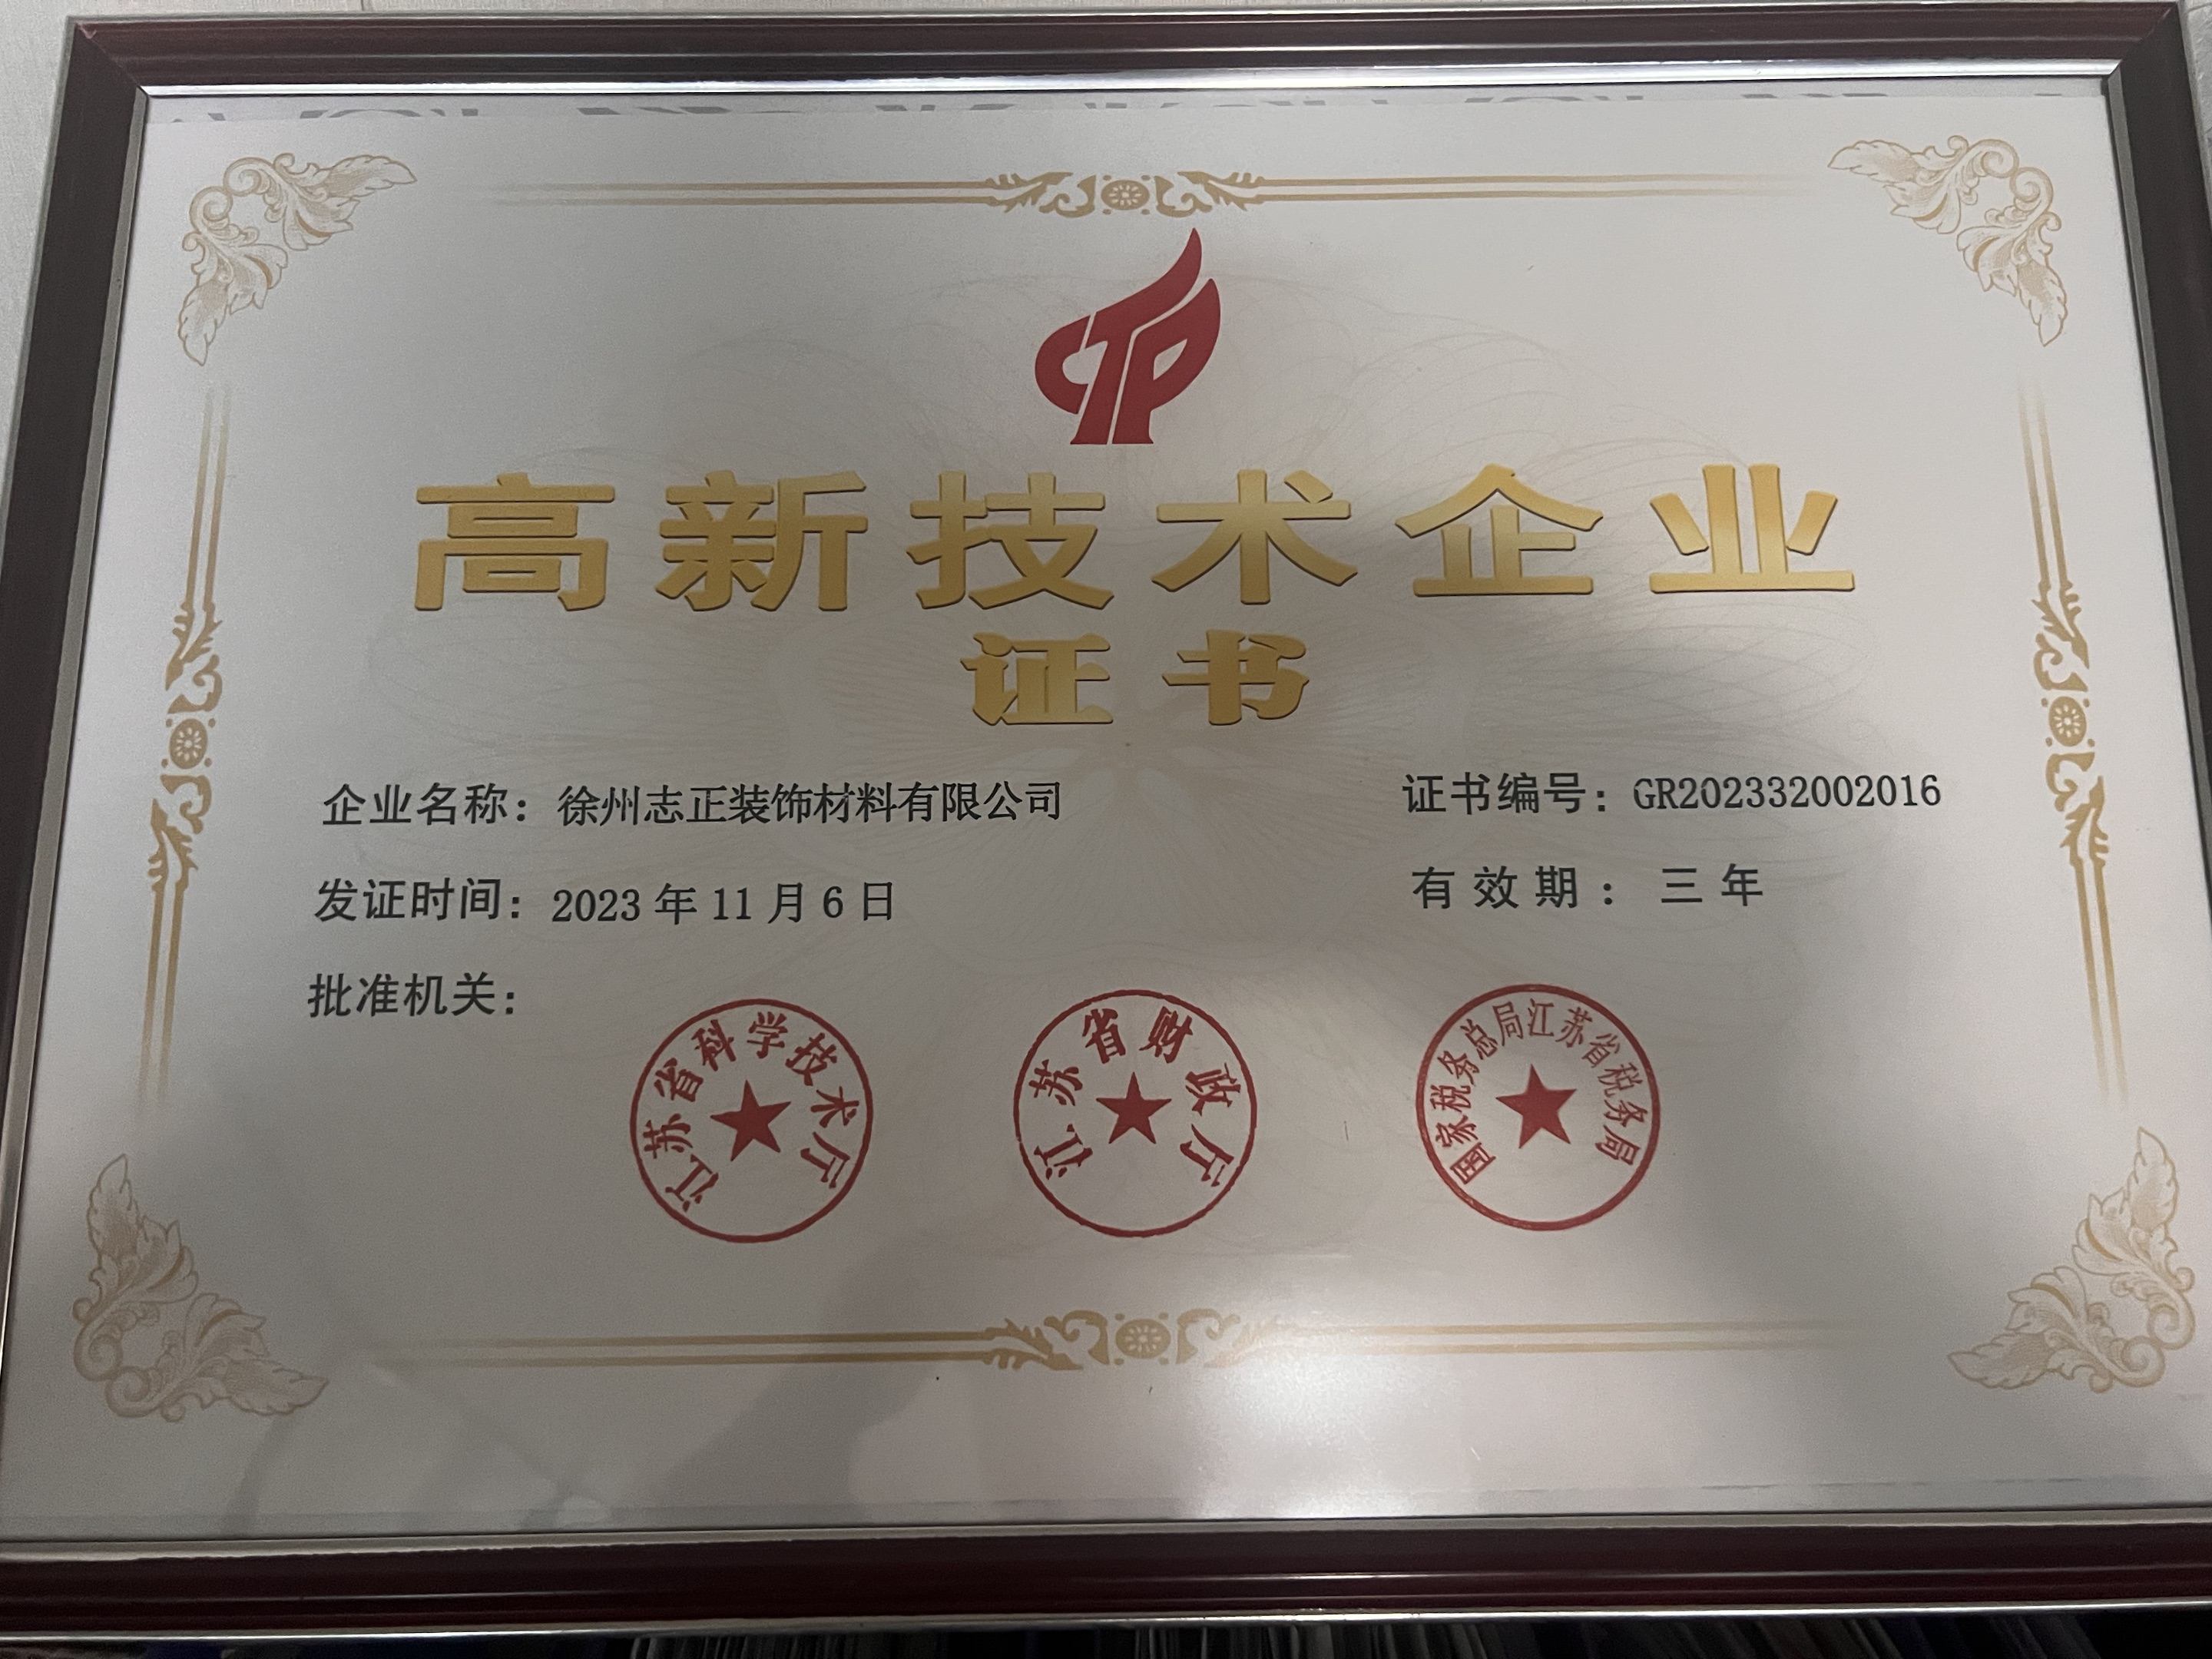 CTP
高新技术企业
证书
企业名称：徐州志正装饰材料有限公司
证书编号：GR202332002016
发证时间：2023年11月6日
有效期：三年
批准机关：
江苏省科学技术厅
江苏省财政厅
国家税务总局江苏省税务局